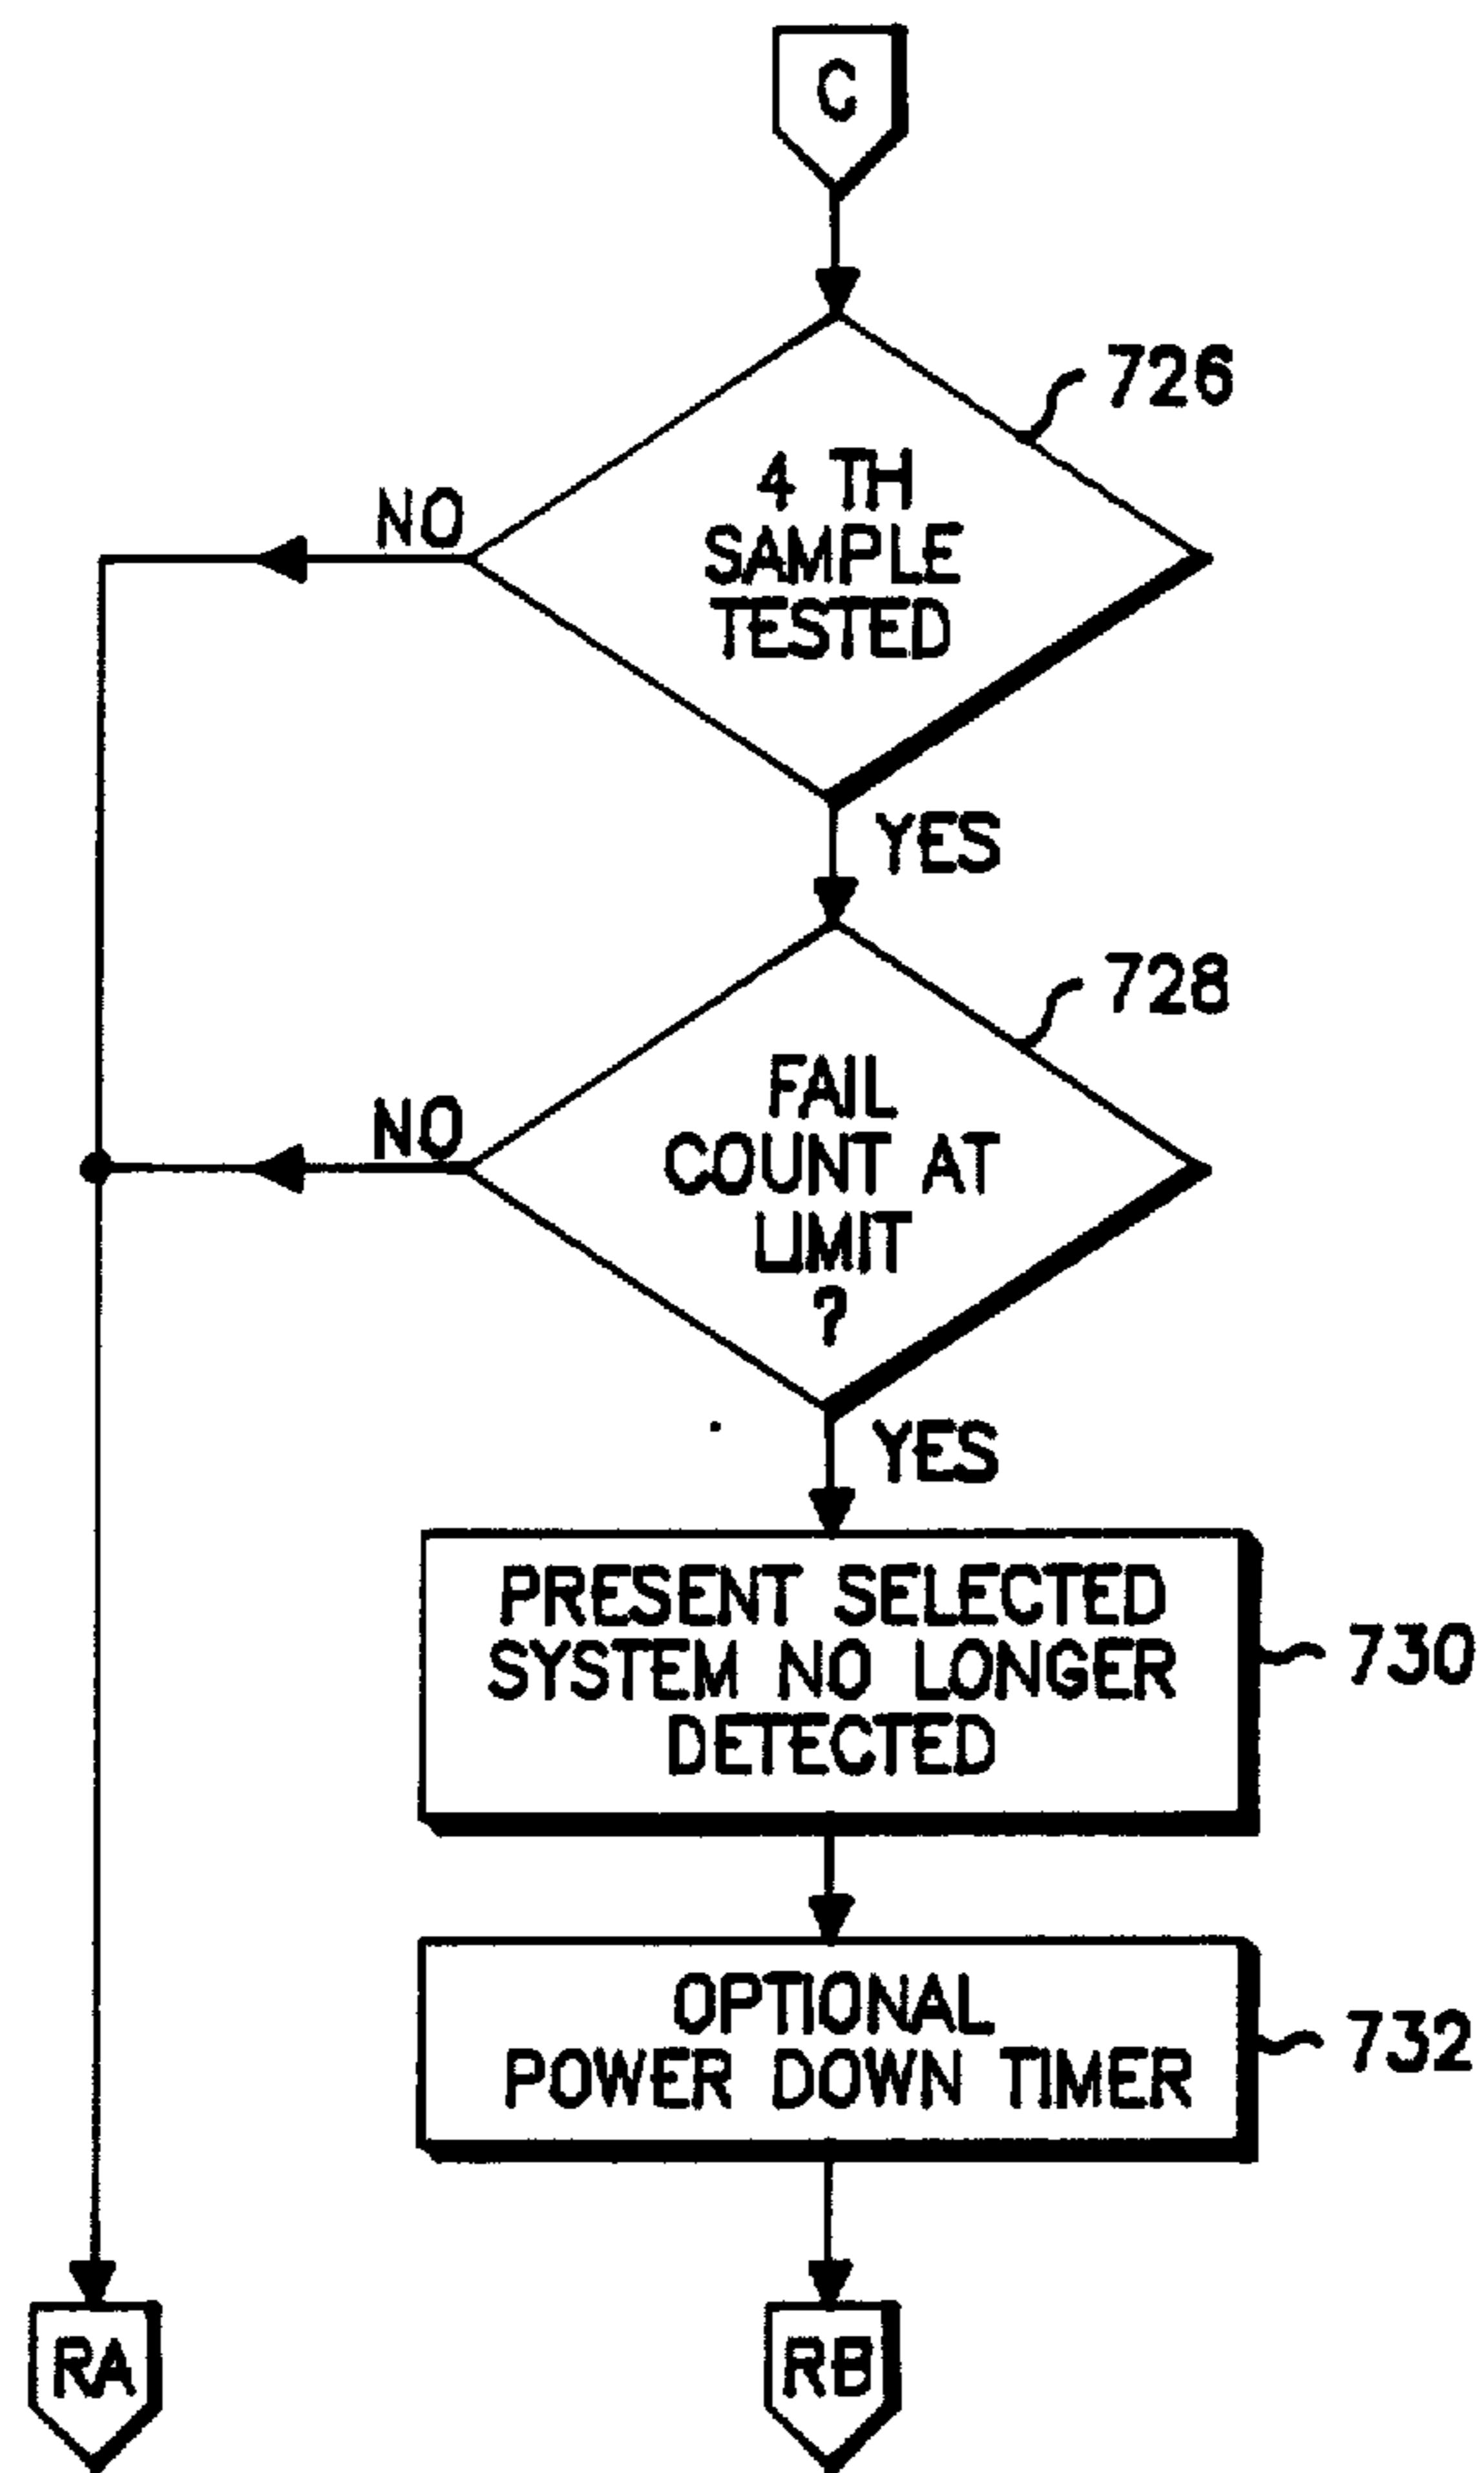 C
726
4 TH
SAMPLE
TESTED
NO
YES
728
FAIL
COUNT AT
LIMIT
?
NO
YES
PRESENT SELECTED
SYSTEM NO LONGER
DETECTED
730
OPTIONAL
POWER DOWN TIMER
732
RA
RB